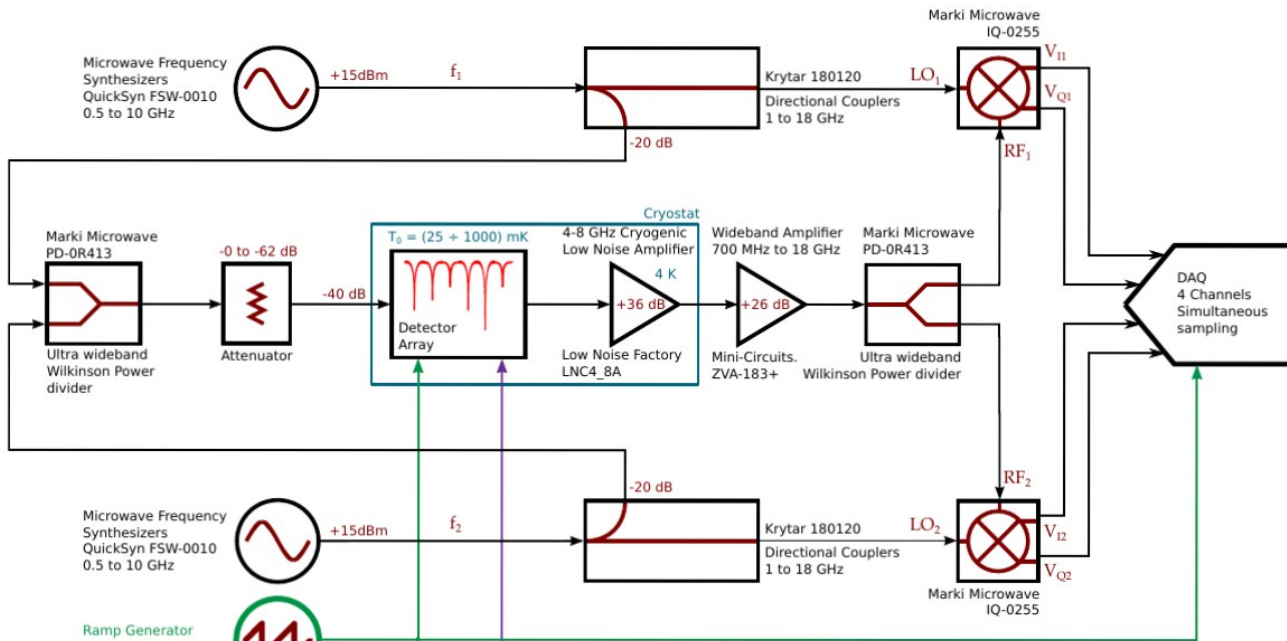 Marki Microwave
IQ-0255
Microwave Frequency
Synthesizers
QuickSyn FSW-0010
0.5 to 10 GHz
+15dBm
f₁
Krytar 180120
Directional Couplers
1 to 18 GHz
LO₁
V_I1
V_Q1
-20 dB
RF₁
Cryostat
Marki Microwave
PD-0R413
-0 to -62 dB
T₀ = (25 ÷ 1000) mK
4-8 GHz Cryogenic
Low Noise Amplifier
Wideband Amplifier
700 MHz to 18 GHz
Marki Microwave
PD-0R413
4 K
-40 dB
+36 dB
+26 dB
DAQ
4 Channels
Simultaneous
sampling
Detector
Array
Ultra wideband
Wilkinson Power
divider
Attenuator
Low Noise Factory
LNC4_8A
Mini-Circuits.
ZVA-183+
Ultra wideband
Wilkinson Power divider
-20 dB
RF₂
Microwave Frequency
Synthesizers
QuickSyn FSW-0010
0.5 to 10 GHz
+15dBm
f₂
Krytar 180120
Directional Couplers
1 to 18 GHz
LO₂
V_I2
V_Q2
Marki Microwave
IQ-0255
Ramp Generator